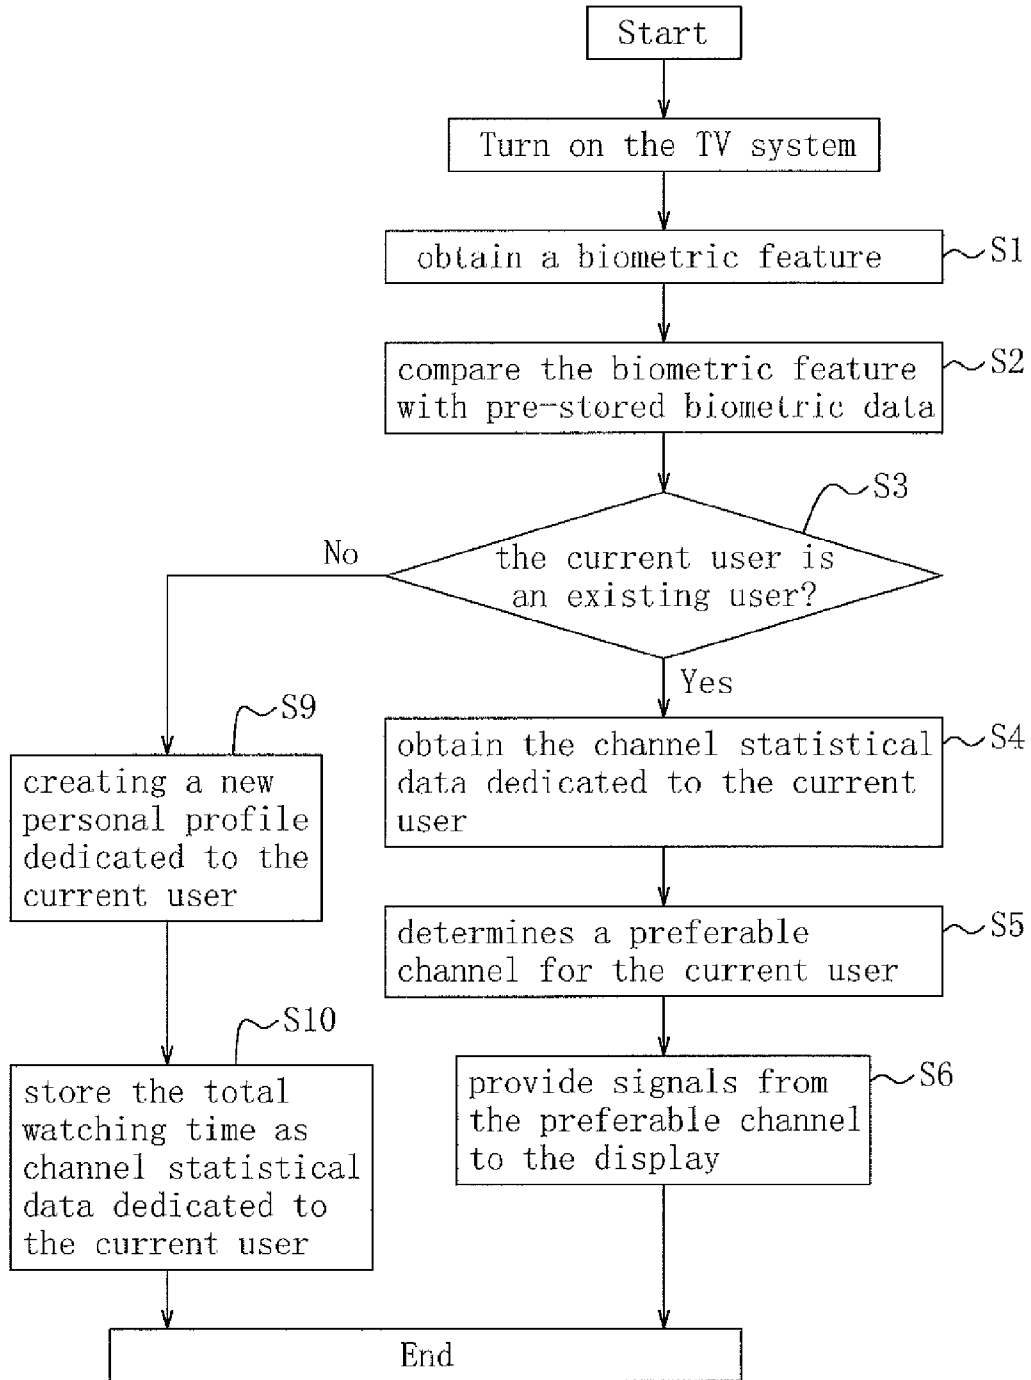 Start
Turn on the TV system
obtain a biometric feature
S1
compare the biometric feature
with pre-stored biometric data
S2
S3
the current user is
an existing user?
No
Yes
S9
creating a new
personal profile
dedicated to the
current user
S4
obtain the channel statistical
data dedicated to the current
user
S5
determines a preferable
channel for the current user
S10
store the total
watching time as
channel statistical
data dedicated to
the current user
S6
provide signals from
the preferable channel
to the display
End